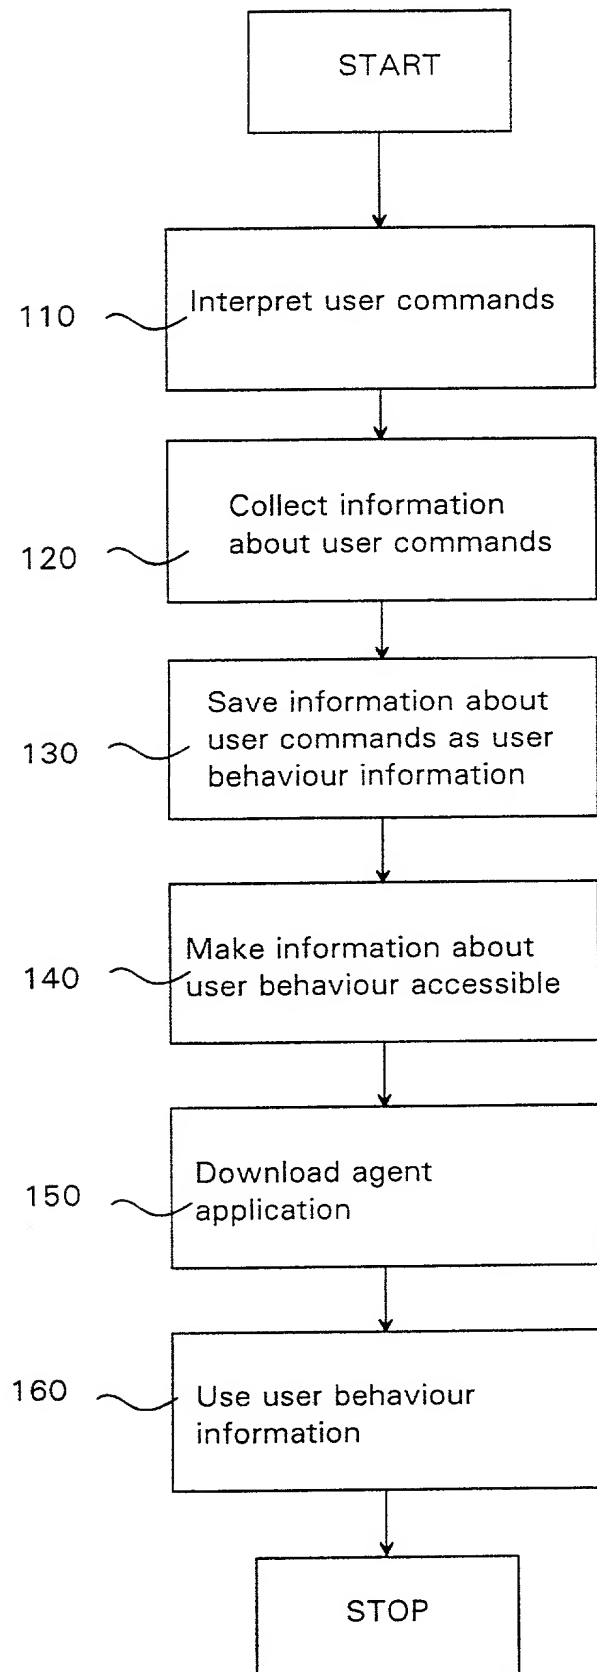 START
110
Interpret user commands
120
Collect information
about user commands
130
Save information about
user commands as user
behaviour information
140
Make information about
user behaviour accessible
150
Download agent
application
160
Use user behaviour
information
STOP